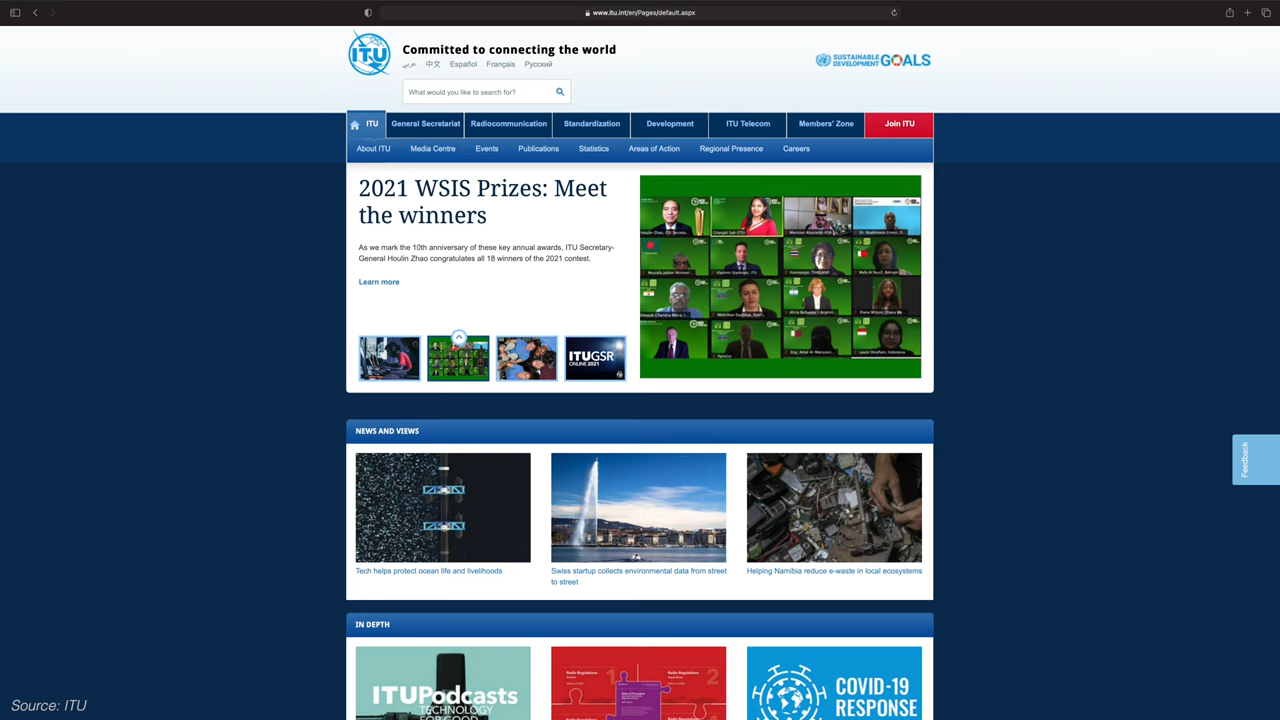 www.itu.int/en/Pages/default.aspx
ITU
Committed to connecting the world
عربي 中文 Español Français Русский
SUSTAINABLE DEVELOPMENT GOALS
What would you like to search for?
ITU General Secretariat Radiocommunication Standardization Development ITU Telecom Members' Zone Join ITU
About ITU Media Centre Events Publications Statistics Areas of Action Regional Presence Careers
2021 WSIS Prizes: Meet
the winners
As we mark the 10th anniversary of these key annual awards, ITU Secretary-
General Houlin Zhao congratulates all 18 winners of the 2021 contest.
Learn more
ITUGSR
ONLINE 2021
Feedback
NEWS AND VIEWS
Tech helps protect ocean life and livelihoods
Swiss startup collects environmental data from street
to street
Helping Namibia reduce e-waste in local ecosystems
IN DEPTH
ITUPodcasts
TECHNOLOGY
FOR GOOD
Radio Regulations
1
Radio Regulations
2
COVID-19
RESPONSE
Source: ITU